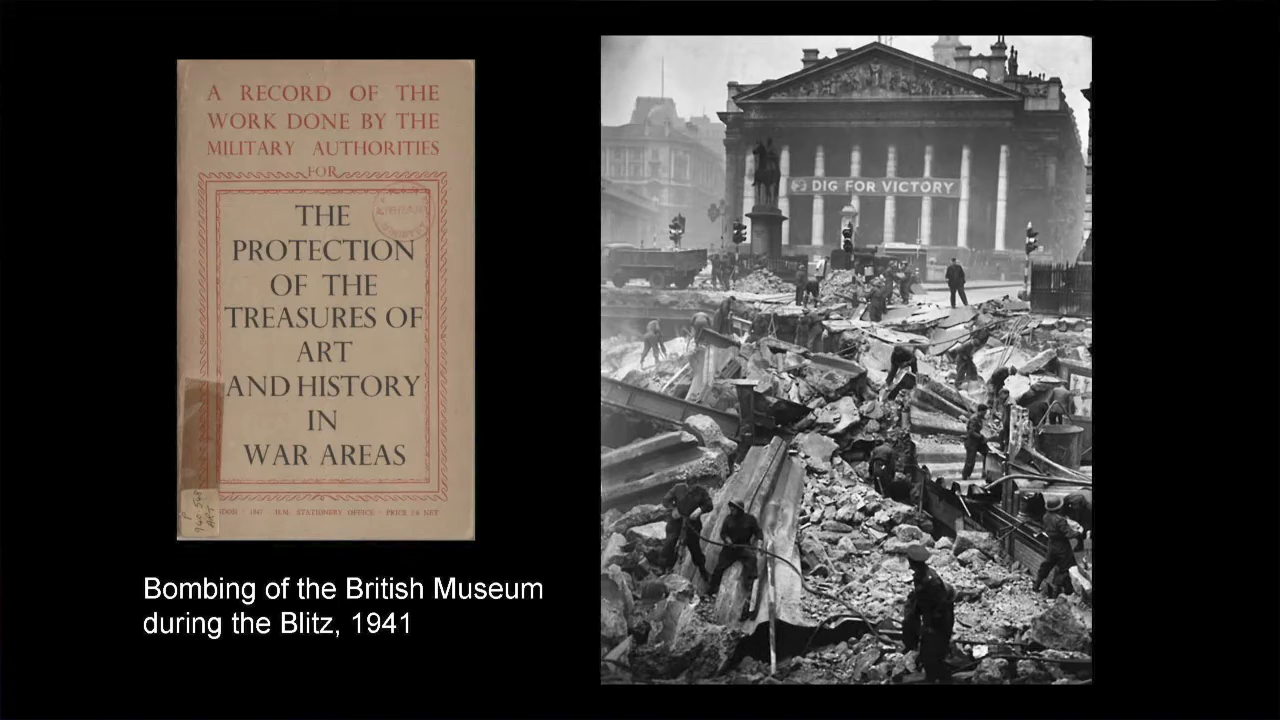 A RECORD OF THE
WORK DONE BY THE
MILITARY AUTHORITIES
FOR
THE
PROTECTION
OF THE
TREASURES OF
ART
AND HISTORY
IN
WAR AREAS
1947 H.M. STATIONERY OFFICE PRICE NET
DIG FOR VICTORY
Bombing of the British Museum
during the Blitz, 1941